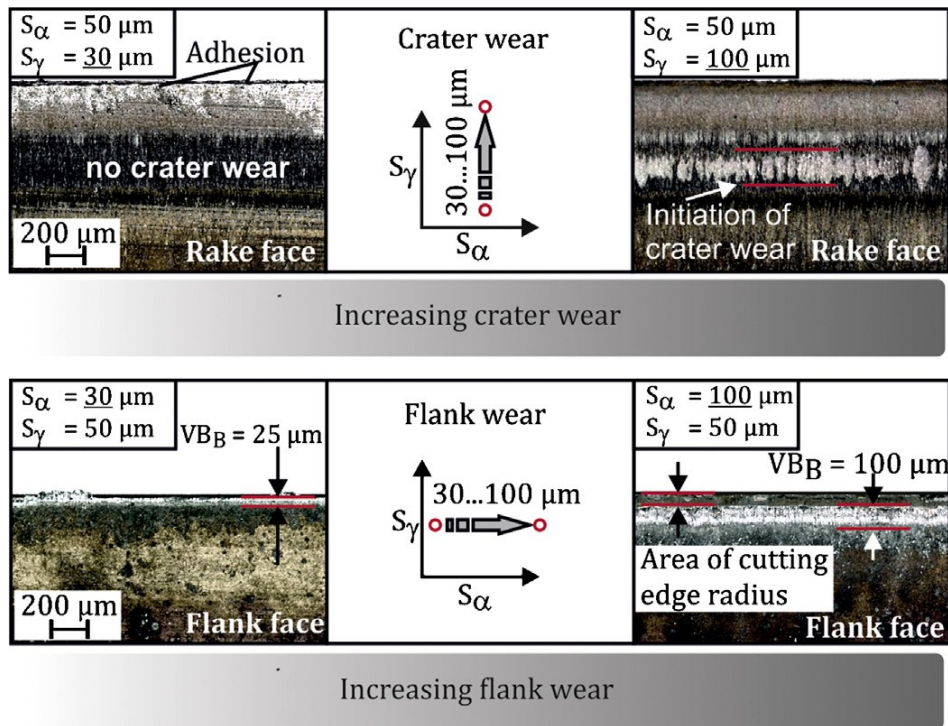 Sα = 50 µm
Sγ = 30 µm
Adhesion
no crater wear
200 µm
Rake face
Crater wear
Sγ
30...100 µm
Sα
Sα = 50 µm
Sγ = 100 µm
Initiation of
crater wear
Rake face
Increasing crater wear
Sα = 30 µm
Sγ = 50 µm
VBB = 25 µm
200 µm
Flank face
Flank wear
30...100 µm
Sγ
Sα
Sα = 100 µm
Sγ = 50 µm
VBB = 100 µm
Area of cutting
edge radius
Flank face
Increasing flank wear